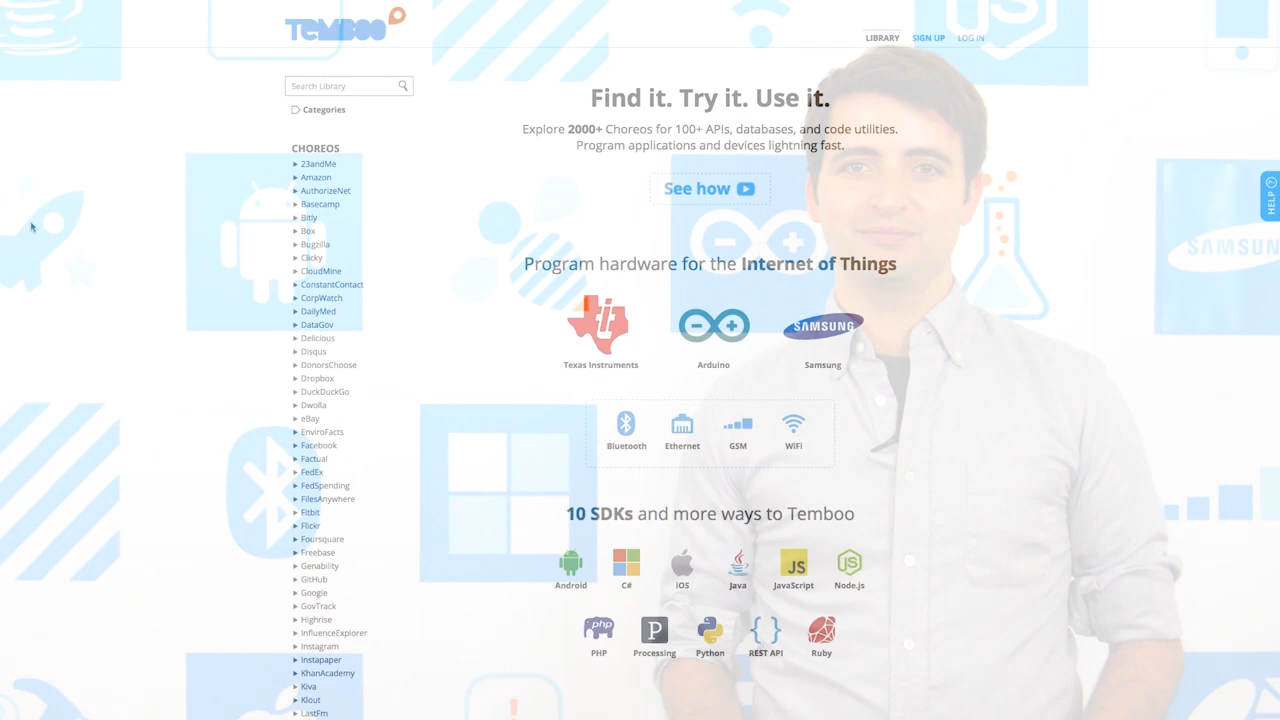 TEMBOO
LIBRARY
SIGN UP
LOG IN
Search Library
Categories
Find it. Try it. Use it.
Explore 2000+ Choreos for 100+ APIs, databases, and code utilities.
Program applications and devices lightning fast.
See how
HELP ?
CHOREOS
23andMe
Amazon
AuthorizeNet
Basecamp
Bitly
Box
Bugzilla
Clicky
CloudMine
ConstantContact
CorpWatch
DailyMed
DataGov
Delicious
Disqus
DonorsChoose
Dropbox
DuckDuckGo
Dwolla
eBay
EnviroFacts
Facebook
Factual
FedEx
FedSpending
FilesAnywhere
Fitbit
Flickr
Foursquare
Freebase
Genability
GitHub
Google
GovTrack
Highrise
InfluenceExplorer
Instagram
Instapaper
KhanAcademy
Kiva
Klout
LastFm
Program hardware for the Internet of Things
SAMSUNG
Texas Instruments
Arduino
Samsung
Bluetooth
Ethernet
GSM
WiFi
10 SDKs and more ways to Temboo
JS
Android
C#
iOS
Java
JavaScript
Node.js
php
P
PHP
Processing
Python
REST API
Ruby
JS
SAMSUNG